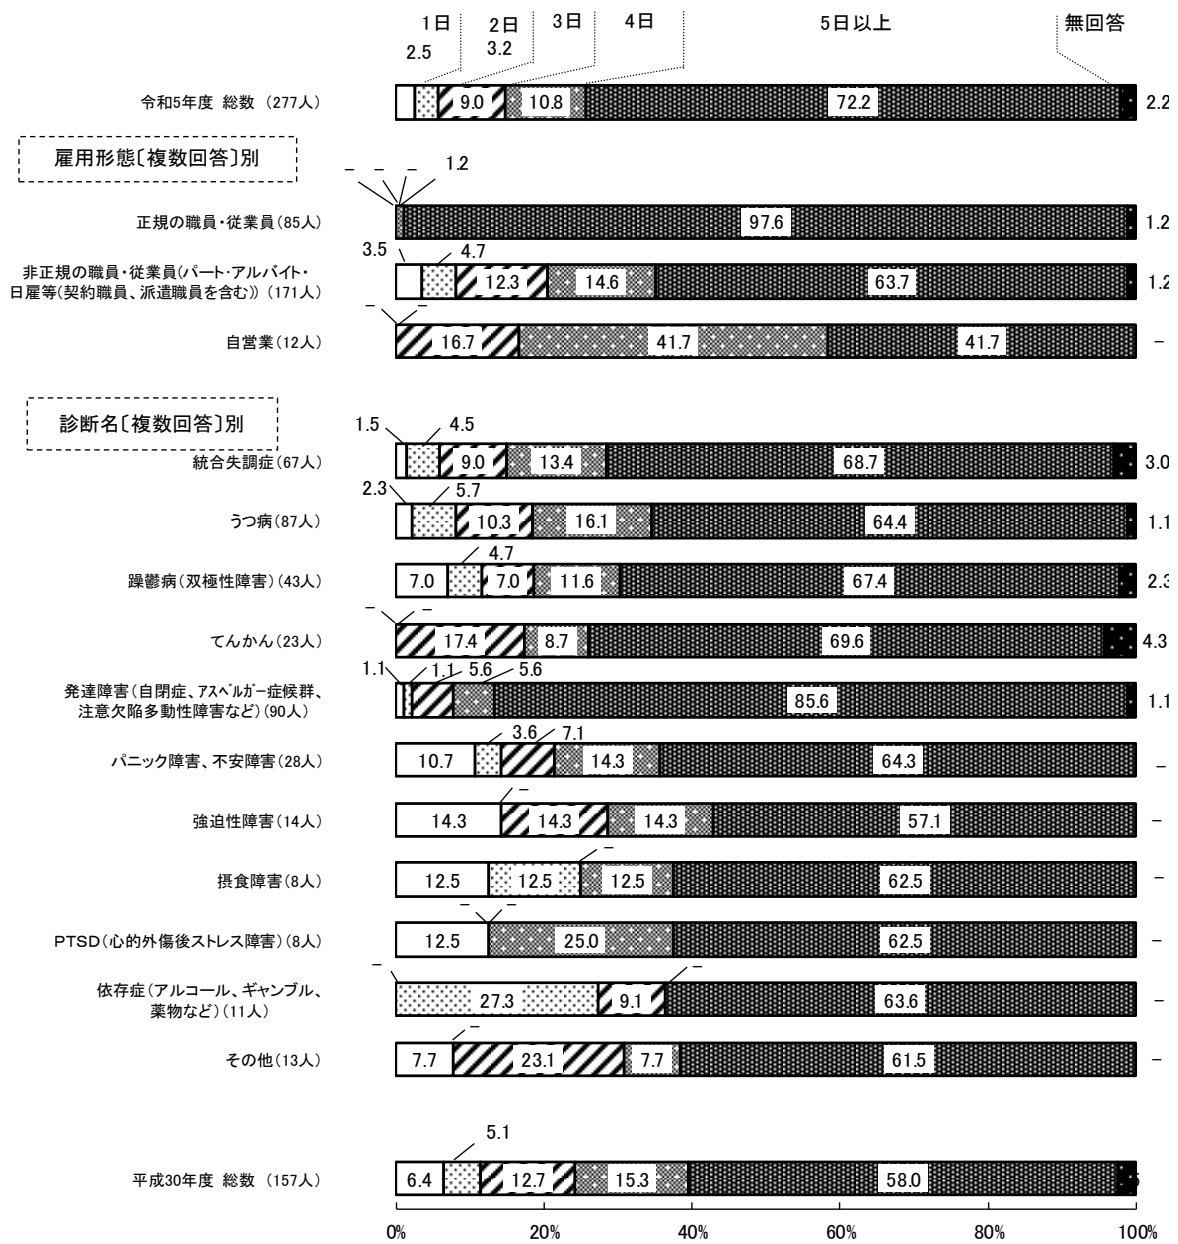 1日 2日 3日 4日 5日以上 無回答
2.5 3.2
令和5年度 総数 (277人) 9.0 10.8 72.2 2.2
雇用形態〔複数回答〕別
− − − 1.2
正規の職員・従業員(85人) 97.6 1.2
3.5 4.7
非正規の職員・従業員(パート・アルバイト・
日雇等(契約職員、派遣職員を含む)) (171人) 12.3 14.6 63.7 1.2
− −
自営業(12人) 16.7 41.7 41.7 −
診断名〔複数回答〕別
1.5 4.5
統合失調症(67人) 9.0 13.4 68.7 3.0
2.3 5.7
うつ病(87人) 10.3 16.1 64.4 1.1
4.7
躁鬱病(双極性障害)(43人) 7.0 7.0 11.6 67.4 2.3
− −
てんかん(23人) 17.4 8.7 69.6 4.3
1.1 1.1 5.6 5.6
発達障害(自閉症、アスペルガー症候群、
注意欠陥多動性障害など)(90人) 85.6 1.1
3.6 7.1
パニック障害、不安障害(28人) 10.7 14.3 64.3 −
−
強迫性障害(14人) 14.3 14.3 14.3 57.1 −
−
摂食障害(8人) 12.5 12.5 12.5 62.5 −
− −
PTSD(心的外傷後ストレス障害)(8人) 12.5 25.0 62.5 −
− −
依存症(アルコール、ギャンブル、
薬物など)(11人) 27.3 9.1 63.6 −
−
その他(13人) 7.7 23.1 7.7 61.5 −
5.1
平成30年度 総数 (157人) 6.4 12.7 15.3 58.0
0% 20% 40% 60% 80% 100%